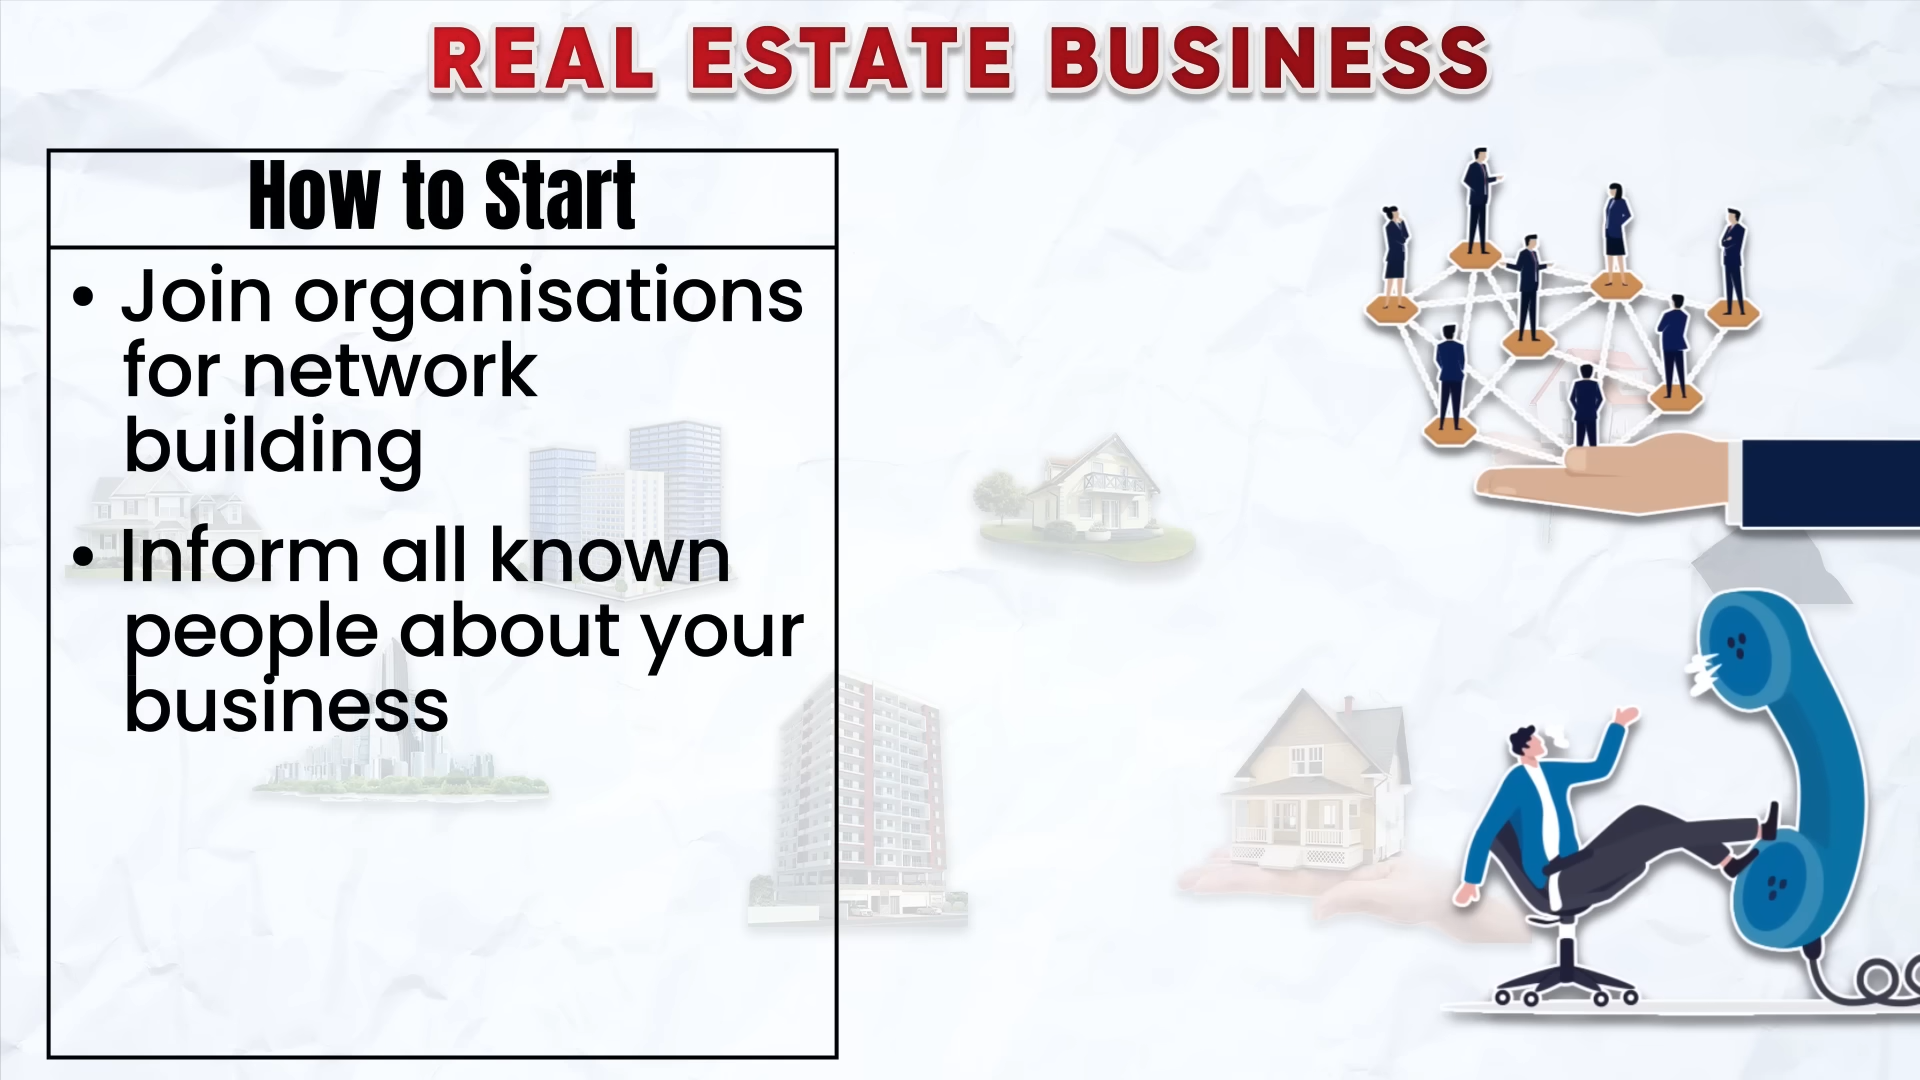 REAL ESTATE BUSINESS
How to Start
• Join organisations
for network
building
• Inform all known
people about your
business